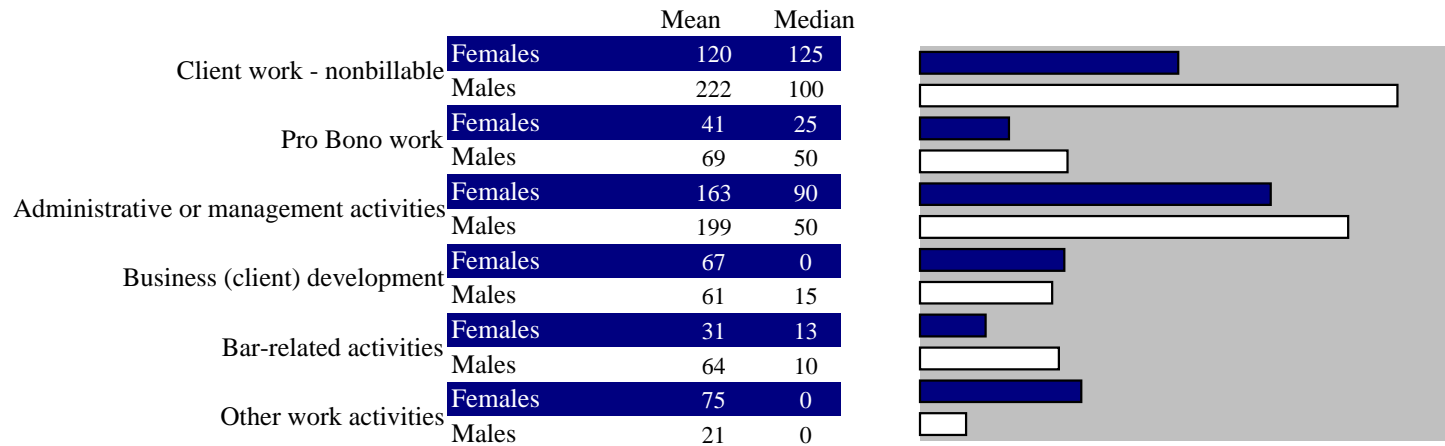 Mean Median
Client work - nonbillable Females 120 125
Males 222 100
Pro Bono work Females 41 25
Males 69 50
Administrative or management activities Females 163 90
Males 199 50
Business (client) development Females 67 0
Males 61 15
Bar-related activities Females 31 13
Males 64 10
Other work activities Females 75 0
Males 21 0